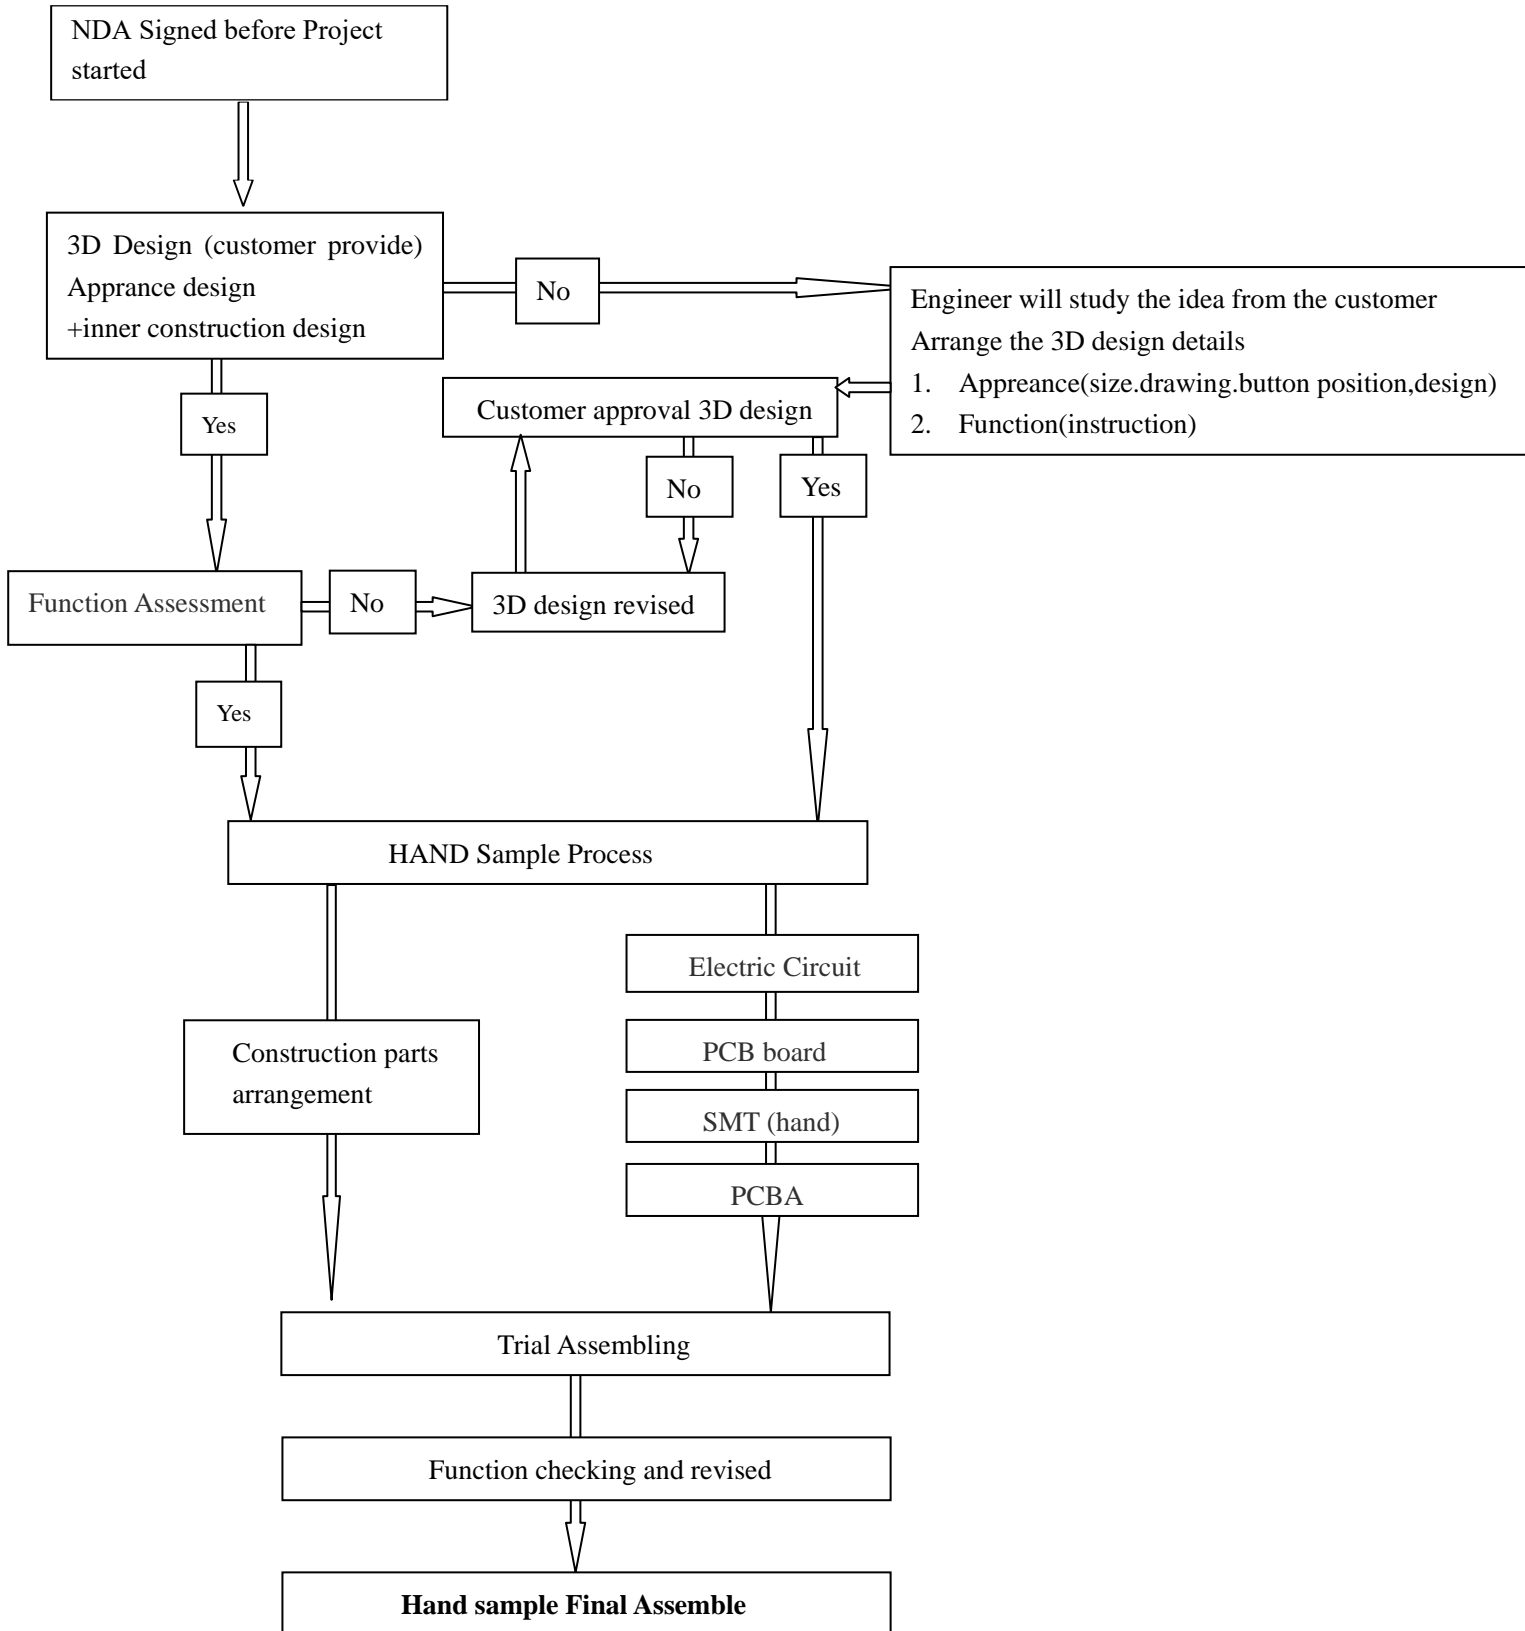 NDA Signed before Project
started
3D Design (customer provide)
Apprance design
+inner construction design
No
Engineer will study the idea from the customer
Arrange the 3D design details
1. Appreance(size.drawing.button position,design)
2. Function(instruction)
Yes
Customer approval 3D design
No
Yes
Function Assessment
No
3D design revised
Yes
HAND Sample Process
Electric Circuit
Construction parts
arrangement
PCB board
SMT (hand)
PCBA
Trial Assembling
Function checking and revised
Hand sample Final Assemble